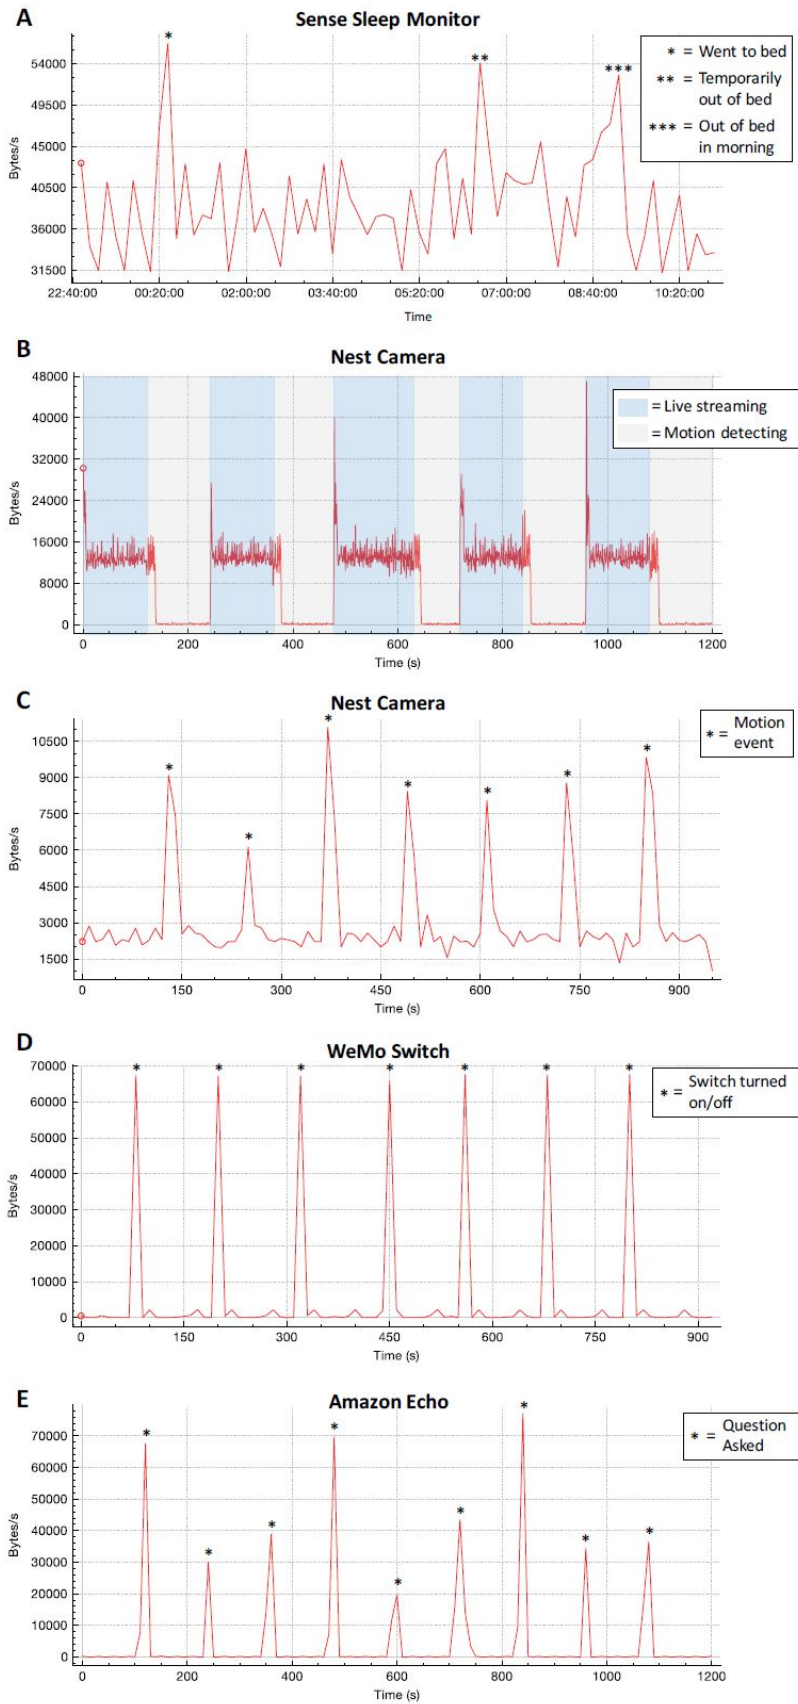 A
Sense Sleep Monitor
* = Went to bed
** = Temporarily
out of bed
*** = Out of bed
in morning
*
**
***
Bytes/s
54000
49500
45000
40500
36000
31500
22:40:00
00:20:00
02:00:00
03:40:00
05:20:00
07:00:00
08:40:00
10:20:00
Time
B
Nest Camera
= Live streaming
= Motion detecting
Bytes/s
48000
40000
32000
24000
16000
8000
0
0
200
400
600
800
1000
1200
Time (s)
C
Nest Camera
* = Motion
event
* * * * * * *
Bytes/s
10500
9000
7500
6000
4500
3000
1500
0
150
300
450
600
750
900
Time (s)
D
WeMo Switch
* = Switch turned
on/off
* * * * * * *
Bytes/s
70000
60000
50000
40000
30000
20000
10000
0
0
150
300
450
600
750
900
Time (s)
E
Amazon Echo
* = Question
Asked
* * * * * * * * *
Bytes/s
70000
60000
50000
40000
30000
20000
10000
0
0
200
400
600
800
1000
1200
Time (s)